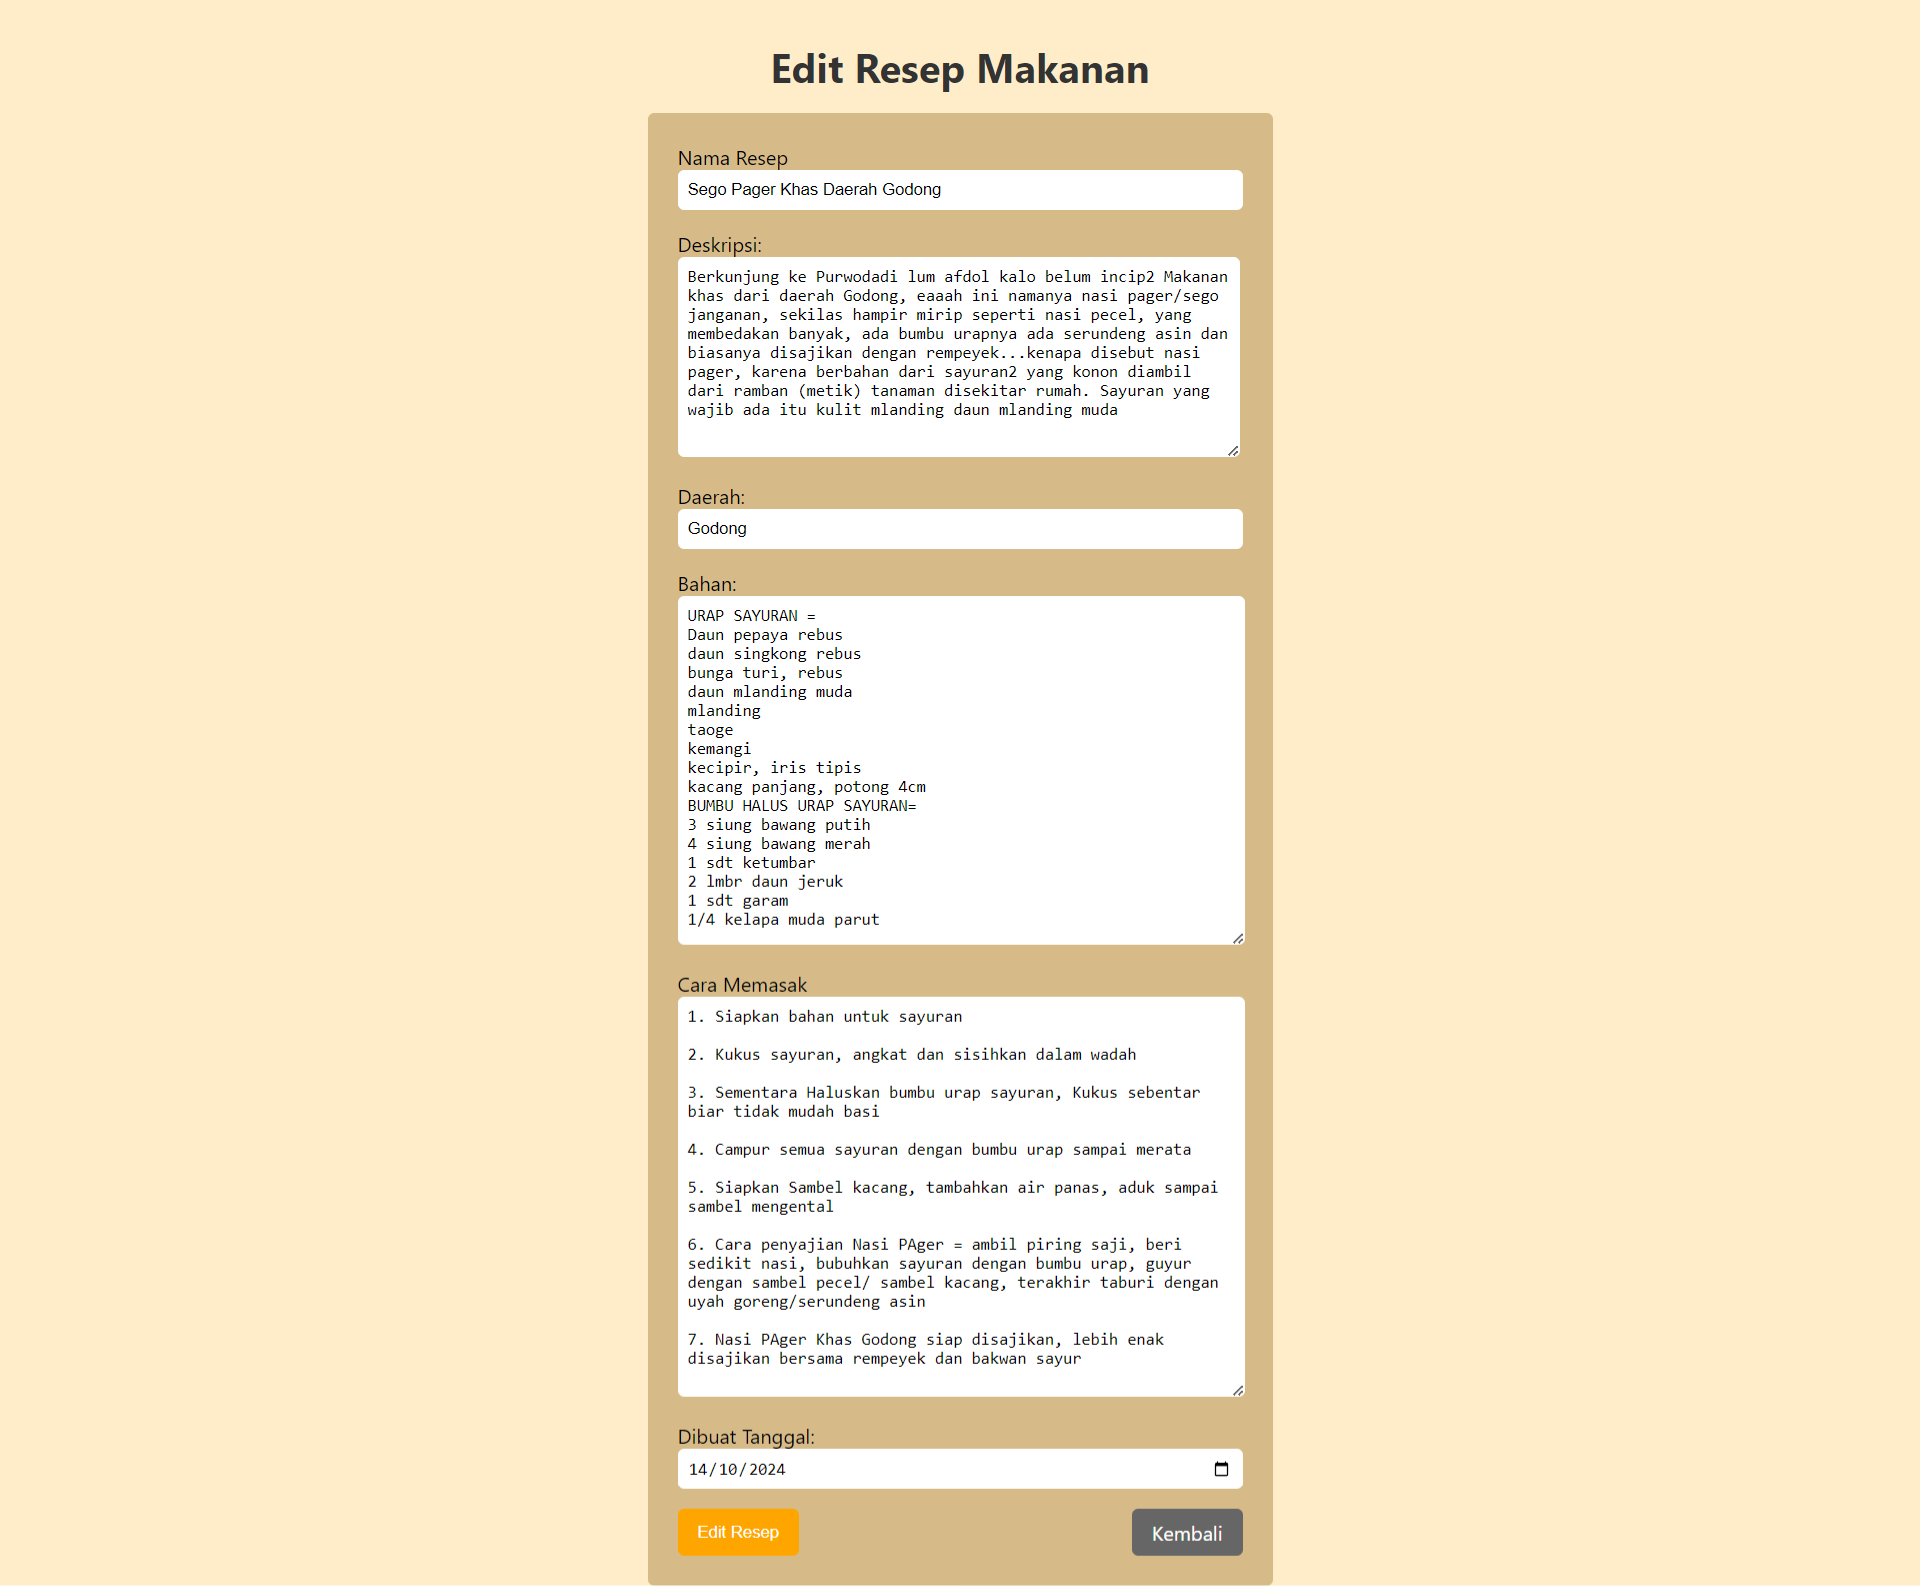 Edit Resep Makanan
Nama Resep
Sego Pager Khas Daerah Godong
Deskripsi:
Berkunjung ke Purwodadi lum afdol kalo belum incip2 Makanan
khas dari daerah Godong, eaaah ini namanya nasi pager/sego
janganan, sekilas hampir mirip seperti nasi pecel, yang
membedakan banyak, ada bumbu urapnya ada serundeng asin dan
biasanya disajikan dengan rempeyek...kenapa disebut nasi
pager, karena berbahan dari sayuran2 yang konon diambil
dari ramban (metik) tanaman disekitar rumah. Sayuran yang
wajib ada itu kulit mlanding daun mlanding muda
Daerah:
Godong
Bahan:
URAP SAYURAN =
Daun pepaya rebus
daun singkong rebus
bunga turi, rebus
daun mlanding muda
mlanding
taoge
kemangi
kecipir, iris tipis
kacang panjang, potong 4cm
BUMBU HALUS URAP SAYURAN=
3 siung bawang putih
4 siung bawang merah
1 sdt ketumbar
2 lmbr daun jeruk
1 sdt garam
1/4 kelapa muda parut
Cara Memasak
1. Siapkan bahan untuk sayuran
2. Kukus sayuran, angkat dan sisihkan dalam wadah
3. Sementara Haluskan bumbu urap sayuran, Kukus sebentar
biar tidak mudah basi
4. Campur semua sayuran dengan bumbu urap sampai merata
5. Siapkan Sambel kacang, tambahkan air panas, aduk sampai
sambel mengental
6. Cara penyajian Nasi PAger = ambil piring saji, beri
sedikit nasi, bubuhkan sayuran dengan bumbu urap, guyur
dengan sambel pecel/ sambel kacang, terakhir taburi dengan
uyah goreng/serundeng asin
7. Nasi PAger Khas Godong siap disajikan, lebih enak
disajikan bersama rempeyek dan bakwan sayur
Dibuat Tanggal:
14/10/2024
Edit Resep
Kembali